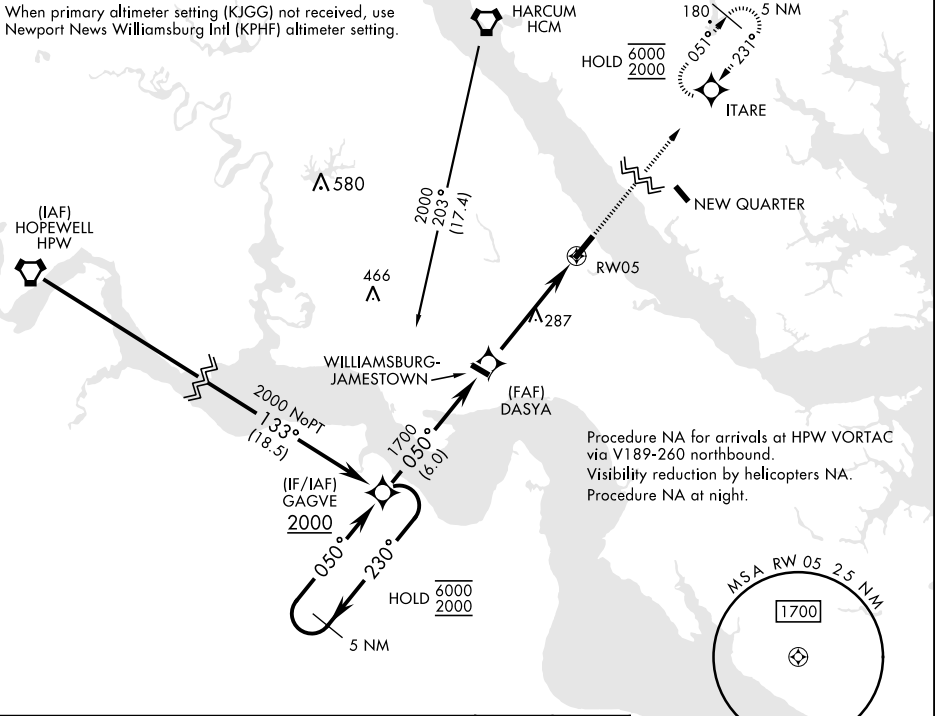 When primary altimeter setting (KJGG) not received, use
Newport News Williamsburg Intl (KPHF) altimeter setting.
HARCUM
HCM
180
5 NM
HOLD 6000
2000
051°
231°
ITARE
580
2000
203°
(17.4)
NEW QUARTER
(IAF)
HOPEWELL
HPW
466
RW05
287
WILLIAMSBURG-
JAMESTOWN
(FAF)
DASYA
2000 NoPT
133°
(18.5)
1700
050°
(6.0)
Procedure NA for arrivals at HPW VORTAC
via V189-260 northbound.
Visibility reduction by helicopters NA.
Procedure NA at night.
(IF/IAF)
GAGVE
2000
050°
230°
HOLD 6000
2000
5 NM
MSA RW 05 25 NM
1700